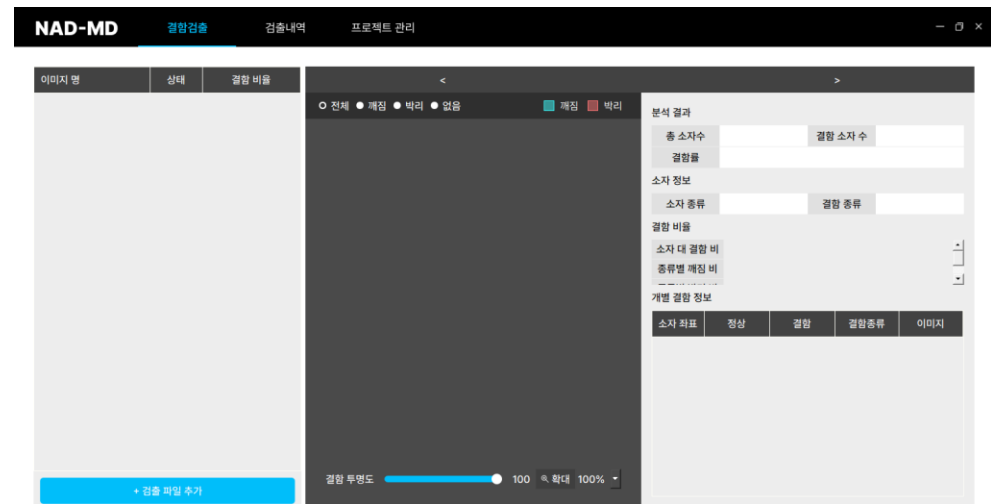 NAD-MD 결함검출 검출내역 프로젝트 관리
이미지 명 상태 결함 비율
< >
전체 깨짐 박리 없음 깨짐 박리
분석 결과
총 소자수 결함 소자 수
결함률
소자 정보
소자 종류 결함 종류
결함 비율
소자 대 결함 비
종류별 깨짐 비
개별 결함 정보
소자 좌표 정상 결함 결함종류 이미지
결함 투명도 100 확대 100%
+ 검출 파일 추가